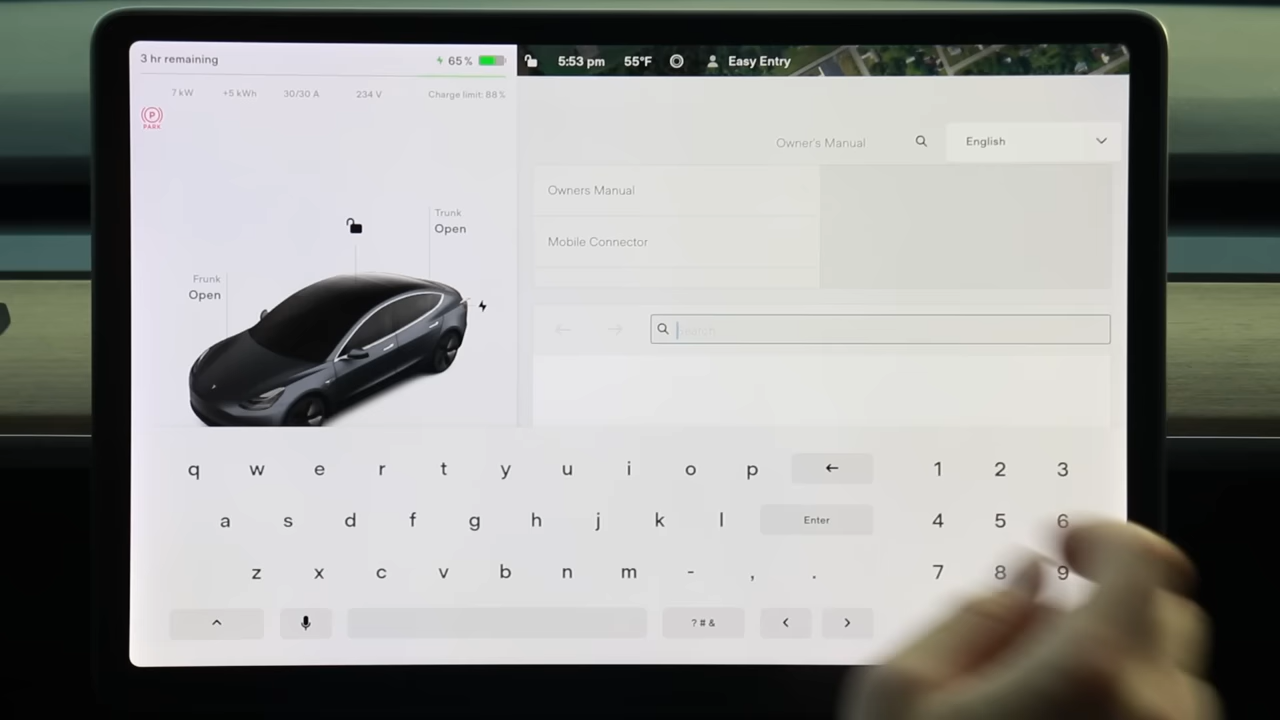 3 hr remaining
65%
5:53 pm
55°F
Easy Entry
7 kW
+5 kWh
30/30 A
234 V
Charge limit: 88%
P
PARK
Owner's Manual
English
Owners Manual
Mobile Connector
Trunk
Open
Frunk
Open
Search
q w e r t y u i o p ← 1 2 3
a s d f g h j k l Enter 4 5 6
z x c v b n m - , . 7 8 9
?#& < >